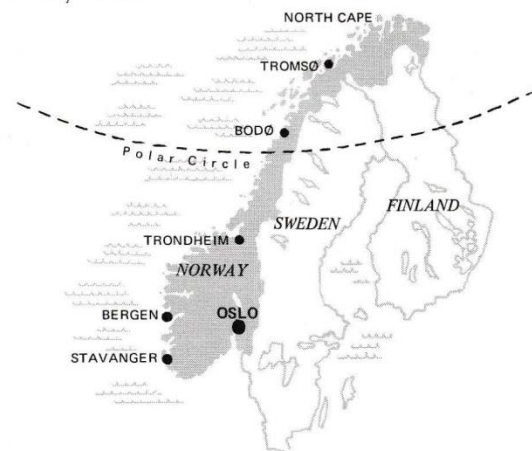 NORTH CAPE
TROMSØ
BODØ
Polar Circle
SWEDEN
FINLAND
TRONDHEIM
NORWAY
BERGEN
OSLO
STAVANGER